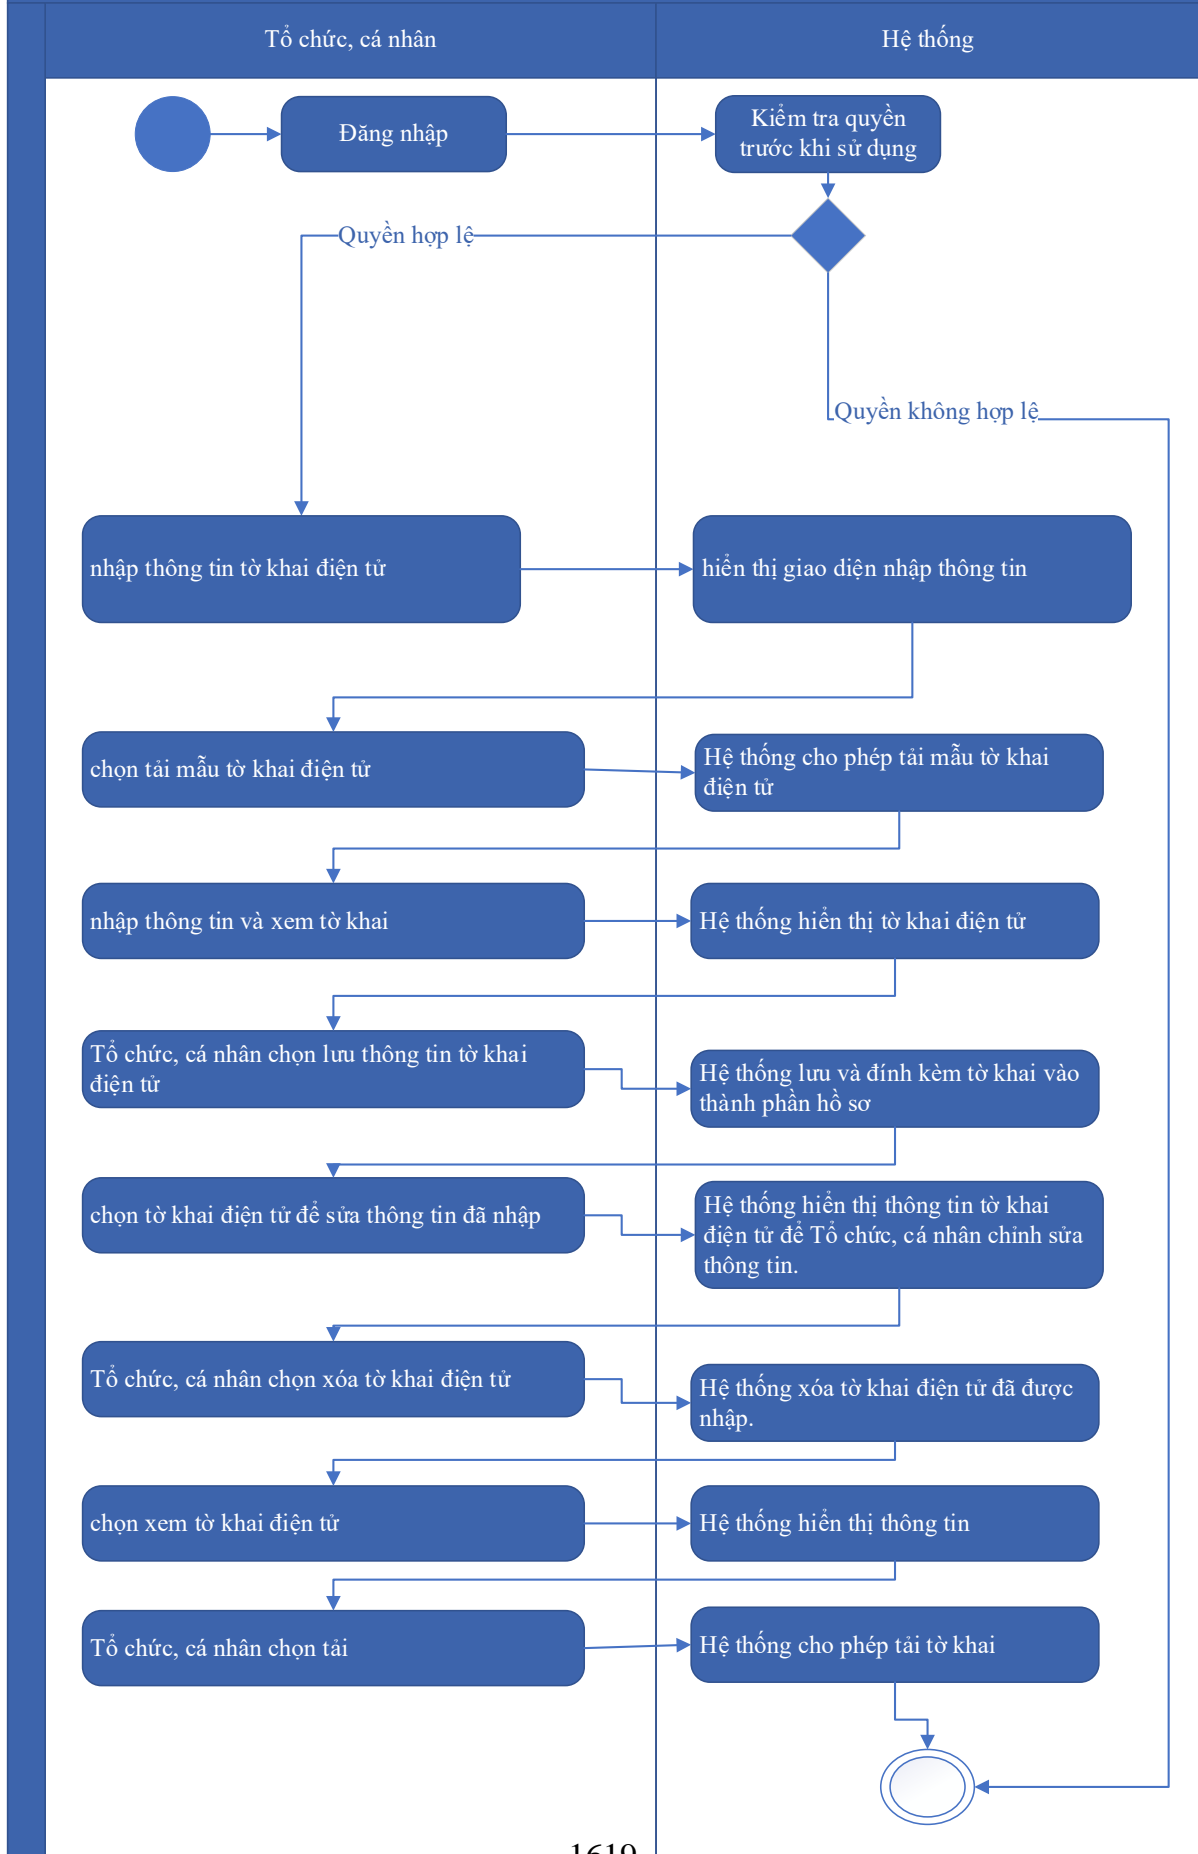 Tổ chức, cá nhân
Hệ thống
Đăng nhập
Kiểm tra quyền
trước khi sử dụng
Quyền hợp lệ
Quyền không hợp lệ
nhập thông tin tờ khai điện tử
hiển thị giao diện nhập thông tin
chọn tải mẫu tờ khai điện tử
Hệ thống cho phép tải mẫu tờ khai
điện tử
nhập thông tin và xem tờ khai
Hệ thống hiển thị tờ khai điện tử
Tổ chức, cá nhân chọn lưu thông tin tờ khai
điện tử
Hệ thống lưu và đính kèm tờ khai vào
thành phần hồ sơ
chọn tờ khai điện tử để sửa thông tin đã nhập
Hệ thống hiển thị thông tin tờ khai
điện tử để Tổ chức, cá nhân chỉnh sửa
thông tin.
Tổ chức, cá nhân chọn xóa tờ khai điện tử
Hệ thống xóa tờ khai điện tử đã được
nhập.
chọn xem tờ khai điện tử
Hệ thống hiển thị thông tin
Tổ chức, cá nhân chọn tải
Hệ thống cho phép tải tờ khai
1619